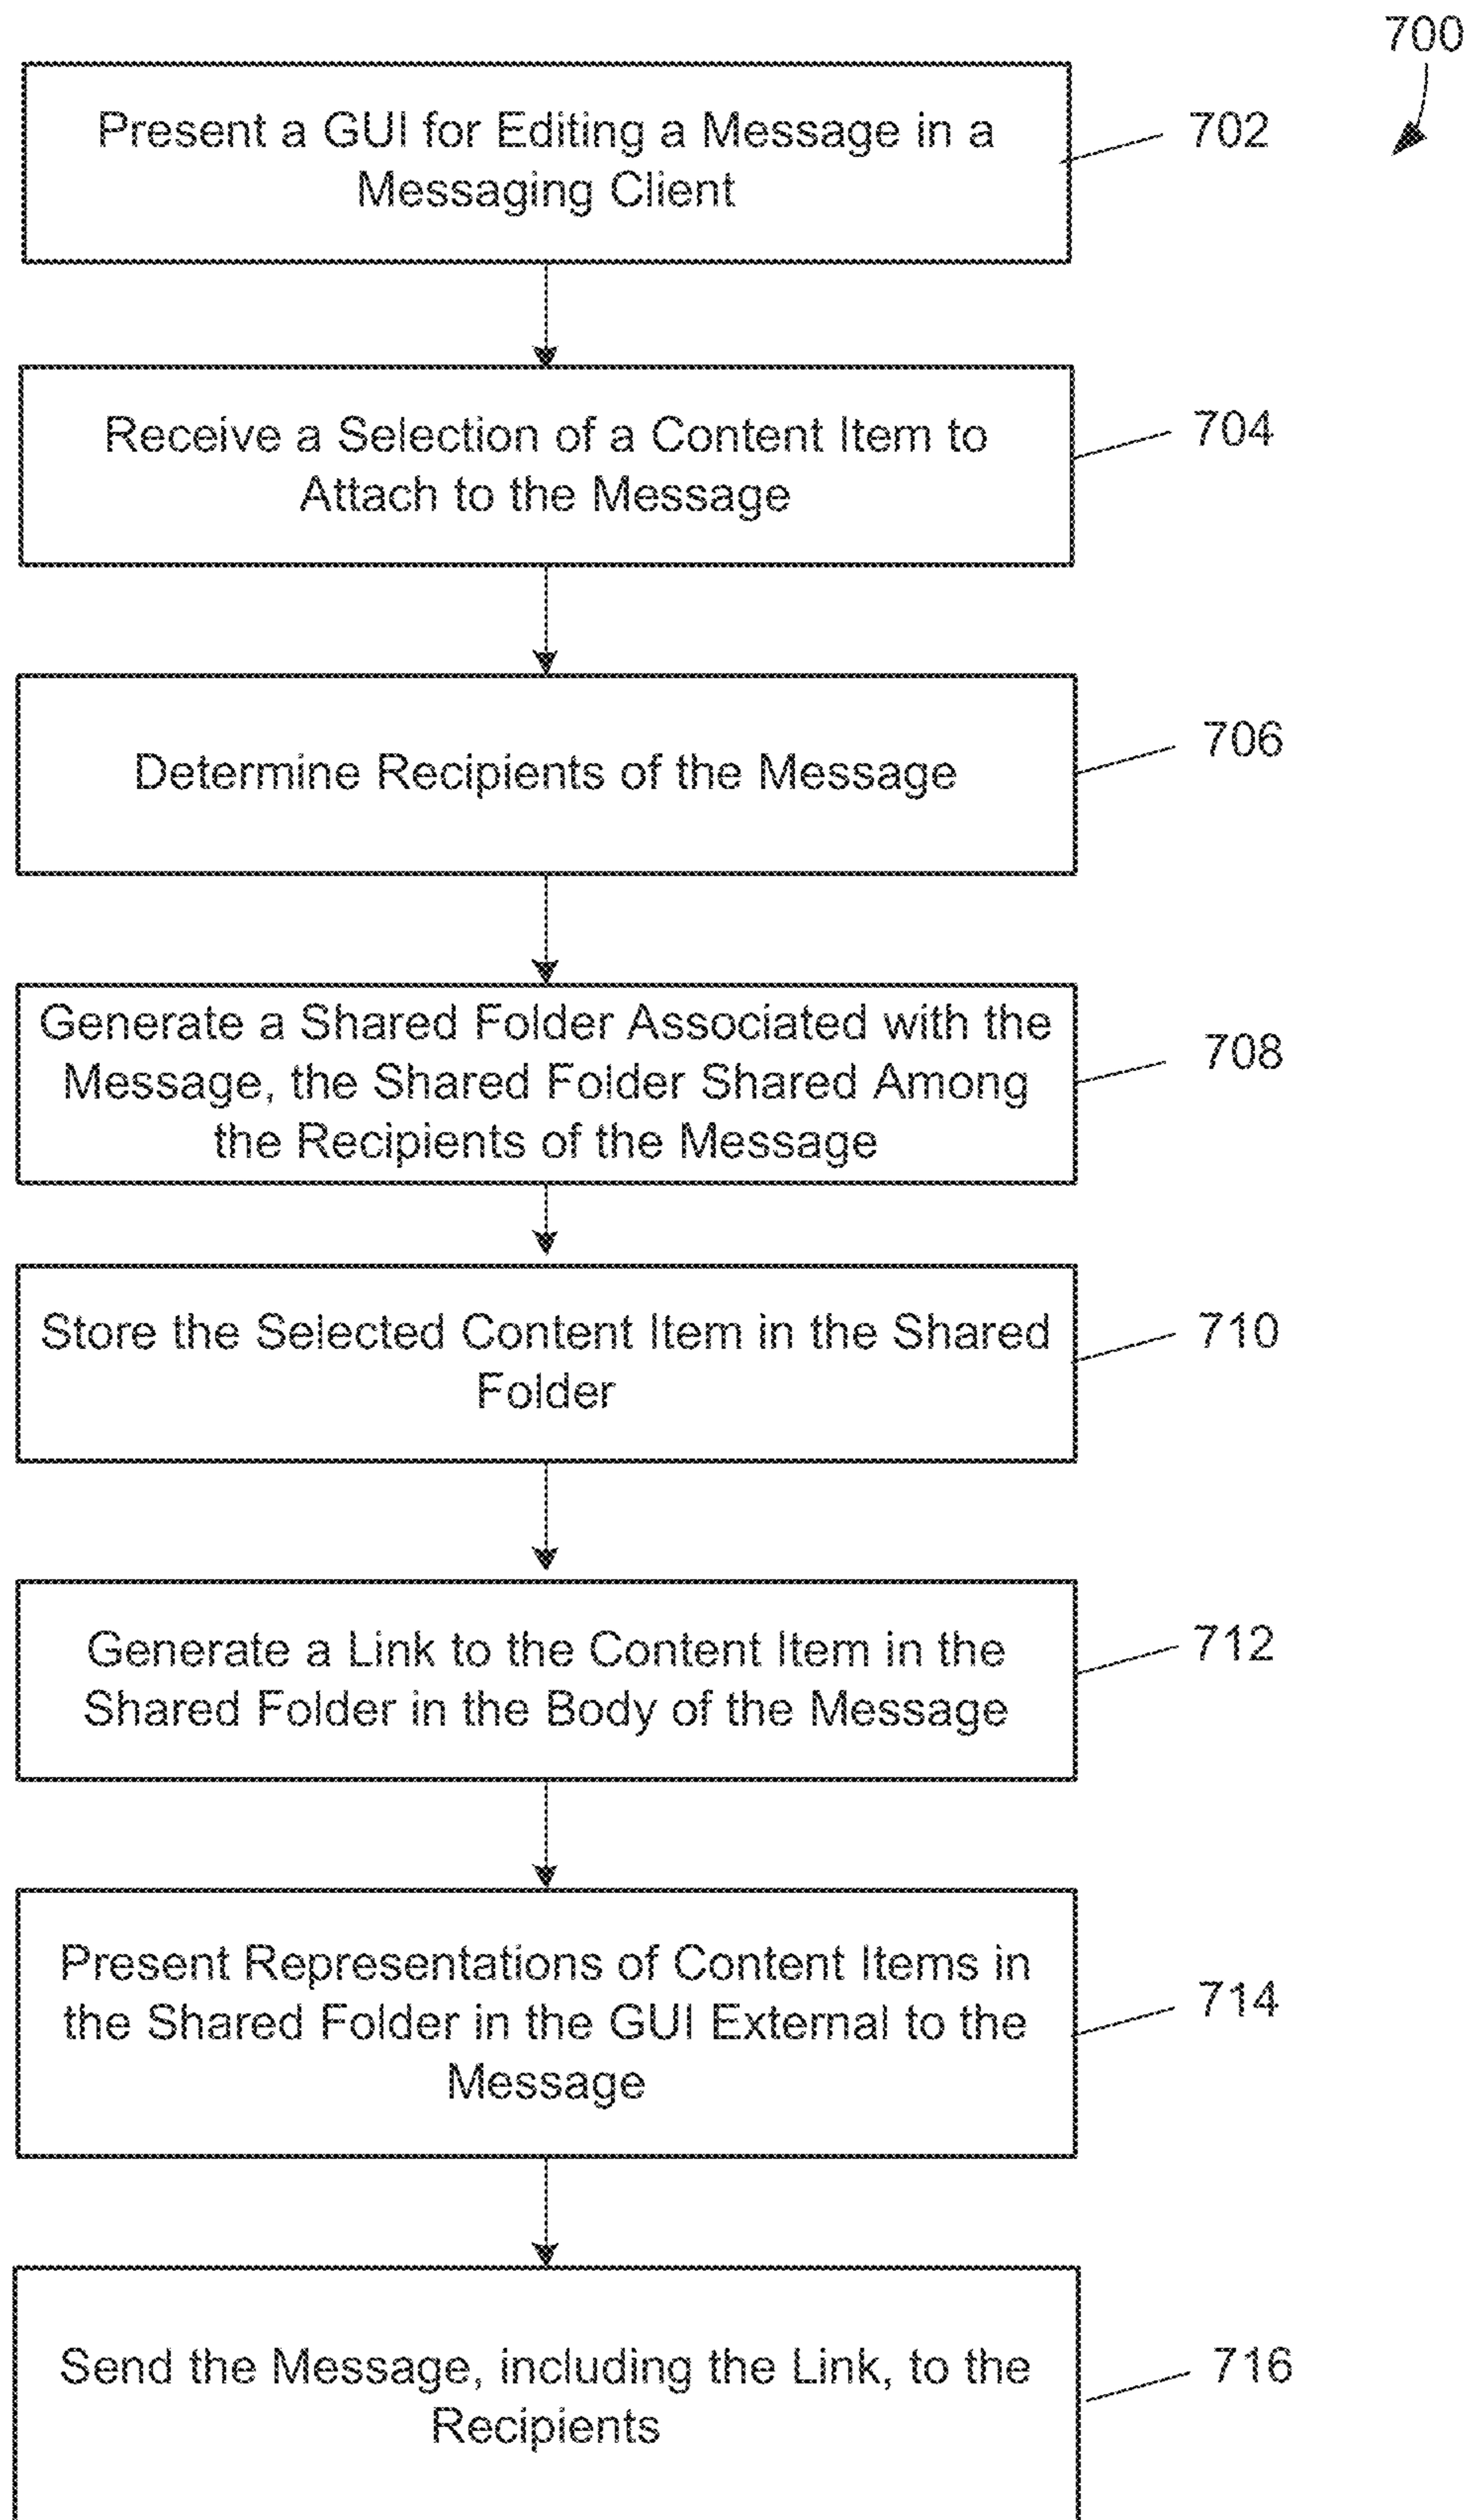 700
Present a GUI for Editing a Message in a
Messaging Client
702
Receive a Selection of a Content Item to
Attach to the Message
704
Determine Recipients of the Message
706
Generate a Shared Folder Associated with the
Message, the Shared Folder Shared Among
the Recipients of the Message
708
Store the Selected Content Item in the Shared
Folder
710
Generate a Link to the Content Item in the
Shared Folder in the Body of the Message
712
Present Representations of Content Items in
the Shared Folder in the GUI External to the
Message
714
Send the Message, including the Link, to the
Recipients
716